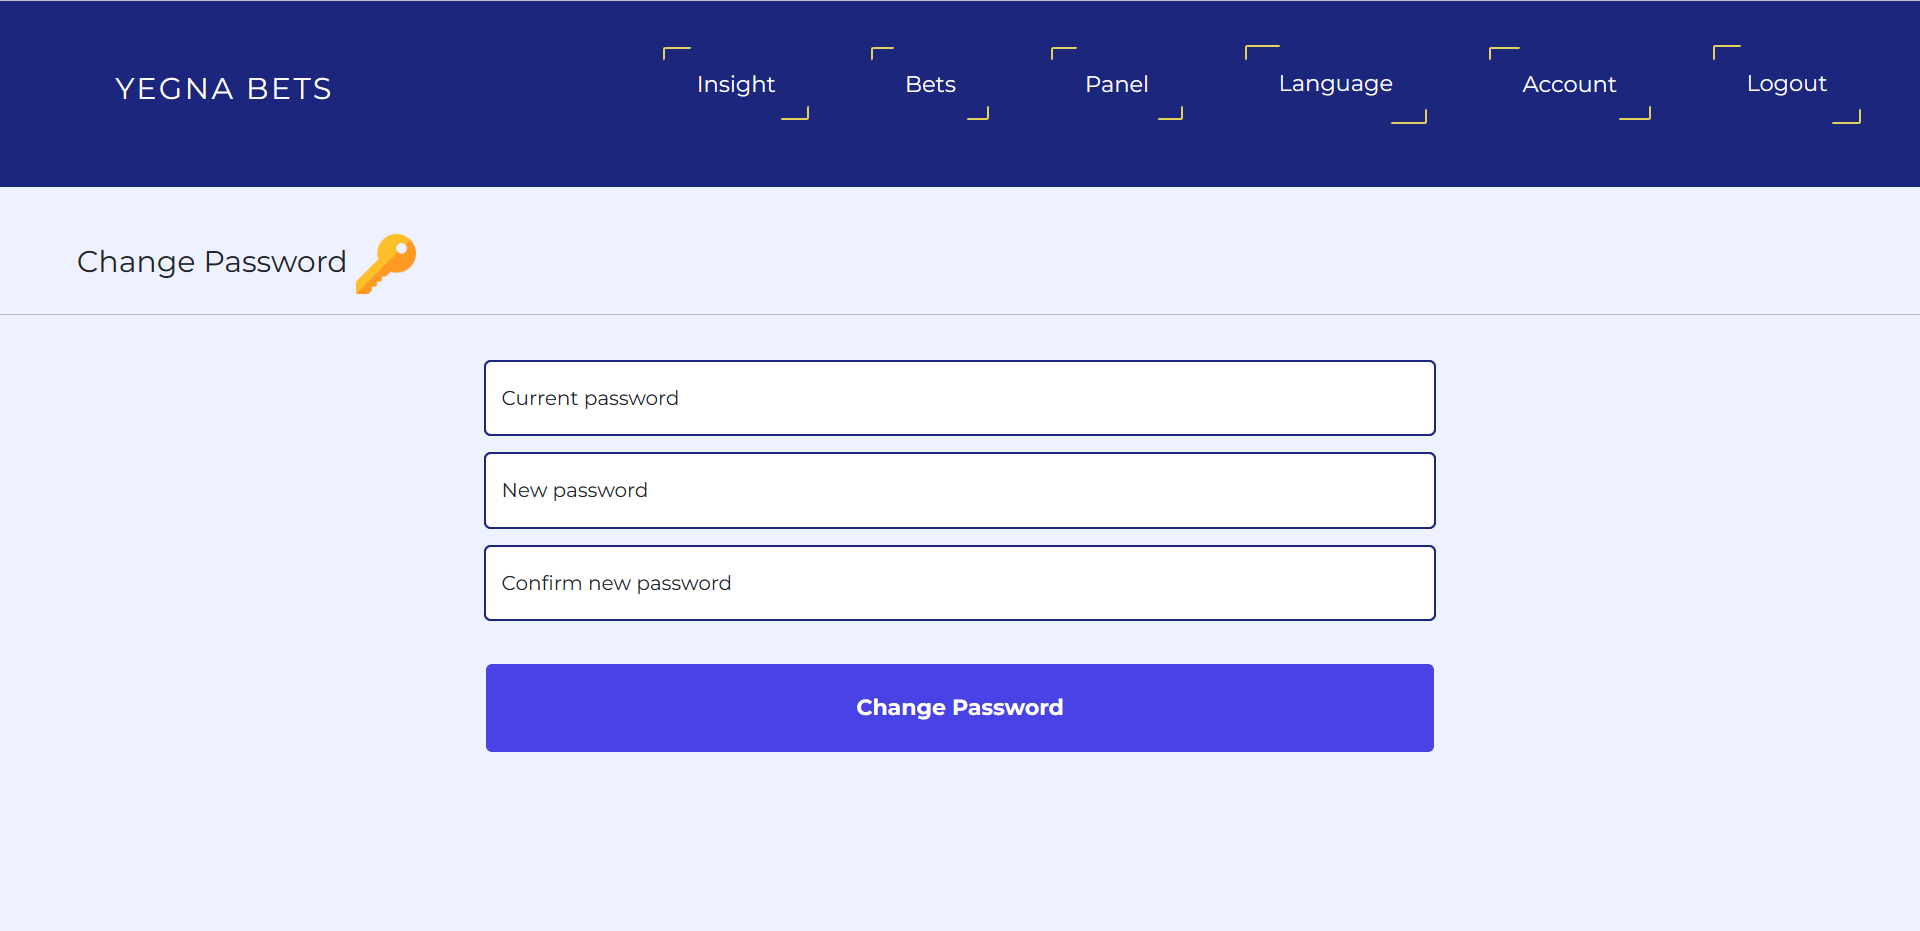 YEGNA BETS
Insight
Bets
Panel
Language
Account
Logout
Change Password
Current password
New password
Confirm new password
Change Password